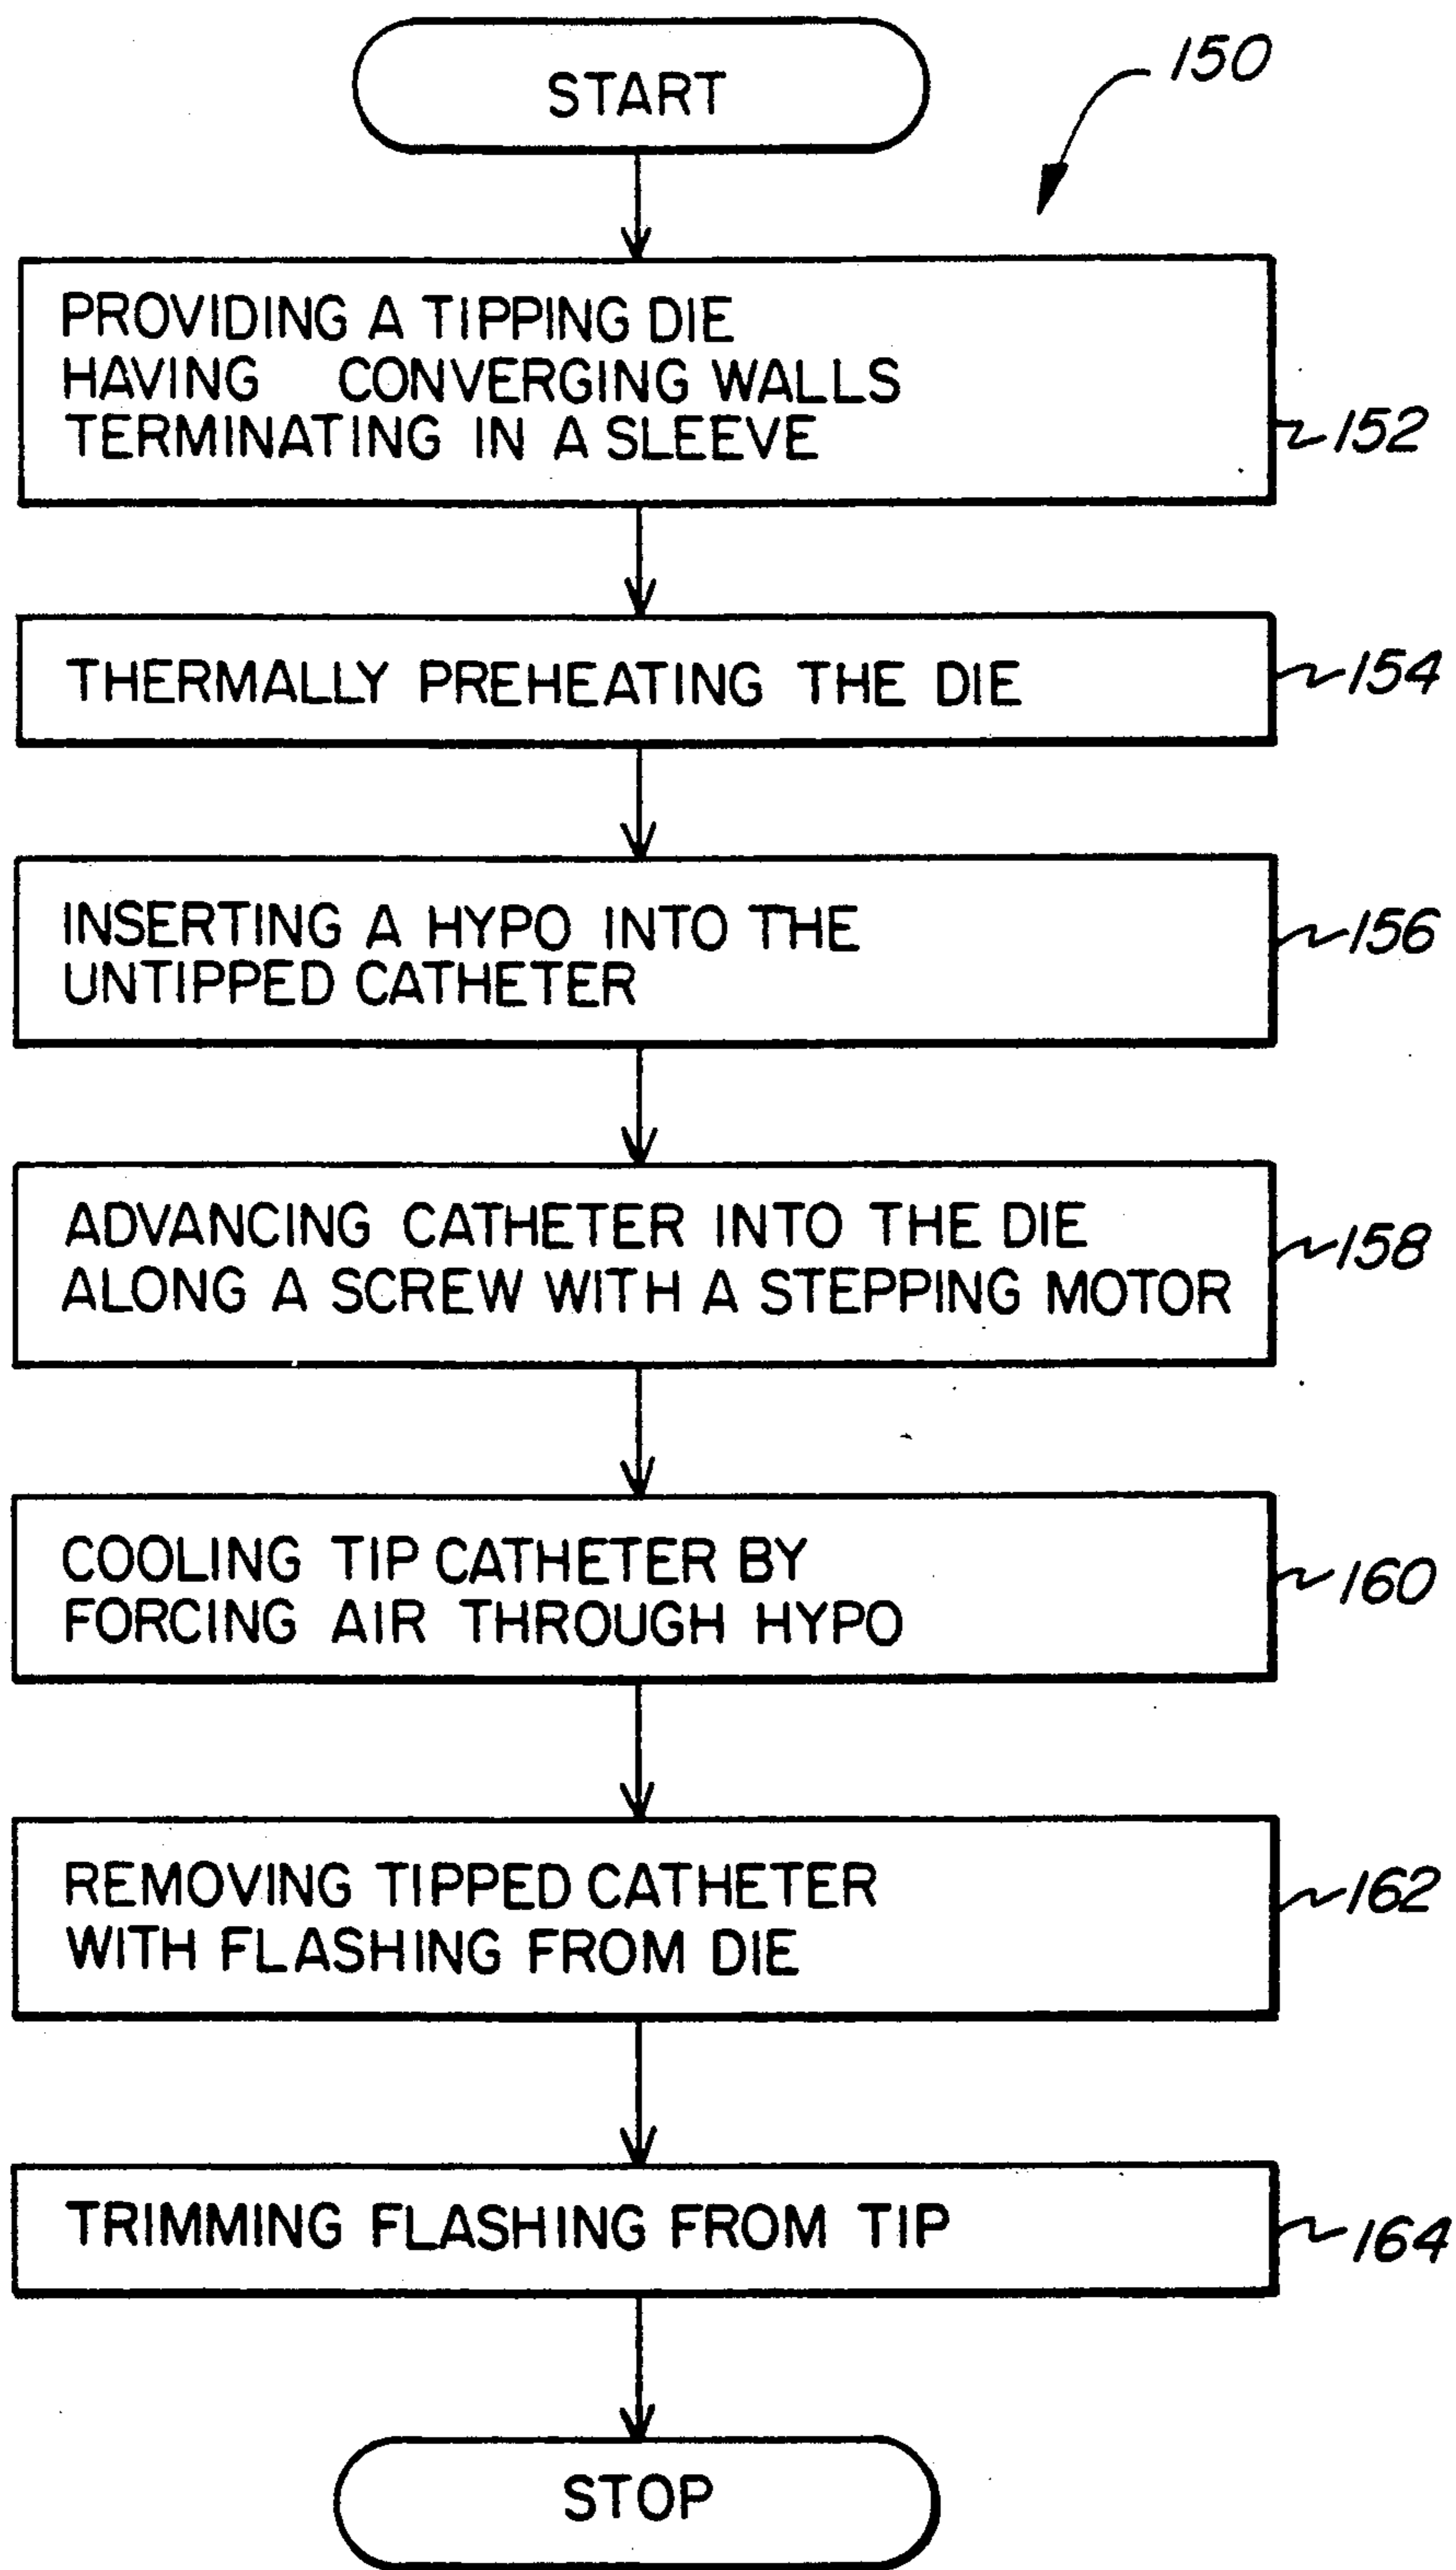 START
150
PROVIDING A TIPPING DIE
HAVING CONVERGING WALLS
TERMINATING IN A SLEEVE
152
THERMALLY PREHEATING THE DIE
154
INSERTING A HYPO INTO THE
UNTIPPED CATHETER
156
ADVANCING CATHETER INTO THE DIE
ALONG A SCREW WITH A STEPPING MOTOR
158
COOLING TIP CATHETER BY
FORCING AIR THROUGH HYPO
160
REMOVING TIPPED CATHETER
WITH FLASHING FROM DIE
162
TRIMMING FLASHING FROM TIP
164
STOP